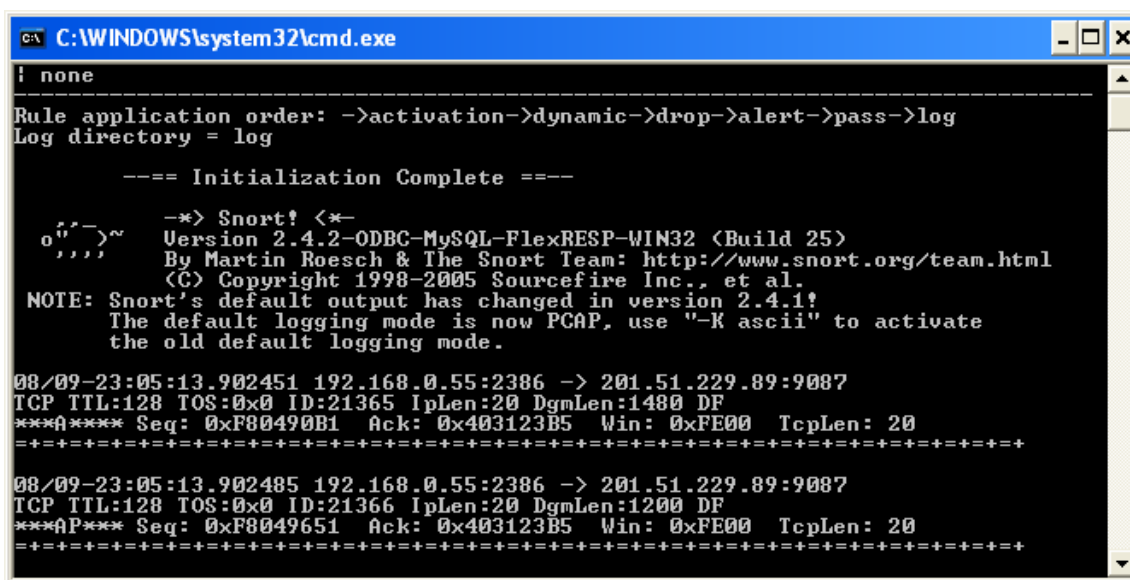 C:\WINDOWS\system32\cmd.exe
| none
-------------------------------------------------------------------------------
Rule application order: ->activation->dynamic->drop->alert->pass->log
Log directory = log
--== Initialization Complete ==--
,,_     -*> Snort! <*-
o"  )~   Version 2.4.2-ODBC-MySQL-FlexRESP-WIN32 (Build 25)
''''    By Martin Roesch & The Snort Team: http://www.snort.org/team.html
(C) Copyright 1998-2005 Sourcefire Inc., et al.
NOTE: Snort's default output has changed in version 2.4.1!
The default logging mode is now PCAP, use "-K ascii" to activate
the old default logging mode.
08/09-23:05:13.902451 192.168.0.55:2386 -> 201.51.229.89:9087
TCP TTL:128 TOS:0x0 ID:21365 IpLen:20 DgmLen:1480 DF
***A**** Seq: 0xF80490B1  Ack: 0x403123B5  Win: 0xFE00  TcpLen: 20
=+=+=+=+=+=+=+=+=+=+=+=+=+=+=+=+=+=+=+=+=+=+=+=+=+=+=+=+=+=+=+=+=+=+=+=+=+
08/09-23:05:13.902485 192.168.0.55:2386 -> 201.51.229.89:9087
TCP TTL:128 TOS:0x0 ID:21366 IpLen:20 DgmLen:1200 DF
***AP*** Seq: 0xF8049651  Ack: 0x403123B5  Win: 0xFE00  TcpLen: 20
=+=+=+=+=+=+=+=+=+=+=+=+=+=+=+=+=+=+=+=+=+=+=+=+=+=+=+=+=+=+=+=+=+=+=+=+=+